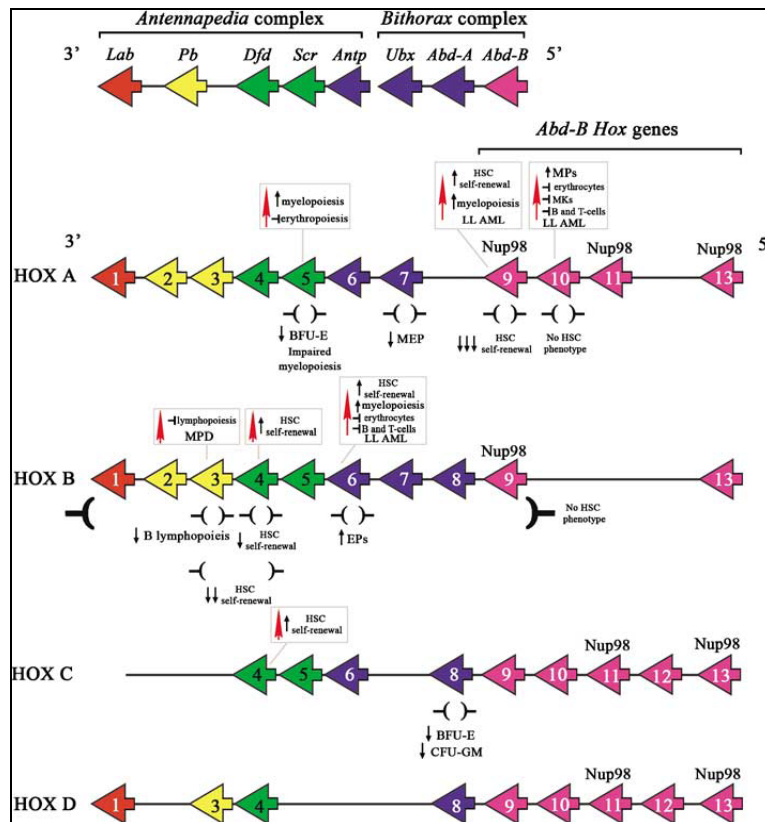 Antennapedia complex Bithorax complex
3’ Lab Pb Dfd Scr Antp Ubx Abd-A Abd-B 5’
Abd-B Hox genes
↑ myelopoiesis
⊣erythropoiesis
↑ HSC
self-renewal
↑ myelopoiesis
LL AML
↑ MPs
⊣ erythrocytes
⊣ MKs
⊣ B and T-cells
LL AML
3’ 5
Nup98 Nup98 Nup98
HOX A 1 2 3 4 5 6 7 9 10 11 13
↓ BFU-E
Impaired
myelopoiesis
↓ MEP
↓↓↓ HSC
self-renewal
No HSC
phenotype
⊣lymphopoiesis
MPD
↑ HSC
self-renewal
↑ HSC
self-renewal
↑ myelopoiesis
⊣ erythrocytes
⊣ B and T-cells
LL AML
Nup98
HOX B 1 2 3 4 5 6 7 8 9 13
↓ B lymphopoieis
↓ HSC
self-renewal
↑ EPs
No HSC
phenotype
↓↓ HSC
self-renewal
↑ HSC
self-renewal
Nup98 Nup98
HOX C 4 5 6 8 9 10 11 12 13
↓ BFU-E
↓ CFU-GM
Nup98 Nup98
HOX D 1 3 4 8 9 10 11 12 13